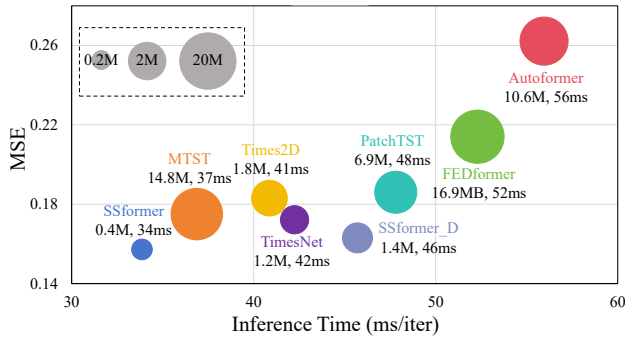 0.26
0.22
0.18
0.14
MSE
0.2M
2M
20M
Autoformer
10.6M, 56ms
MTST
14.8M, 37ms
Times2D
1.8M, 41ms
PatchTST
6.9M, 48ms
FEDformer
16.9MB, 52ms
SSformer
0.4M, 34ms
TimesNet
1.2M, 42ms
SSformer_D
1.4M, 46ms
30
40
50
60
Inference Time (ms/iter)